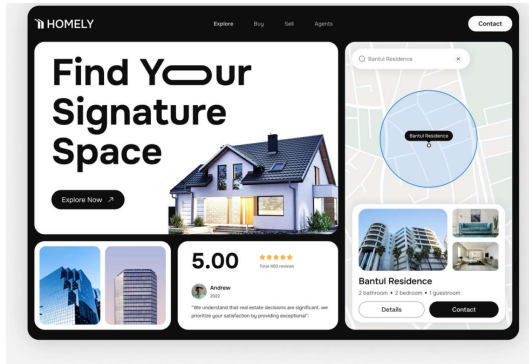 HOMELY
Explore Buy Sell Agents
Contact
Find Your
Signature
Space
Explore Now
5.00
Total 460 reviews
Andrew
2022
"We understand that real estate decisions are significant. we
prioritize your satisfaction by providing exceptional".
Bantul Residence
Bantul Residence
Bantul Residence
2 bathroom • 2 bedroom • 1 guestroom
Details
Contact